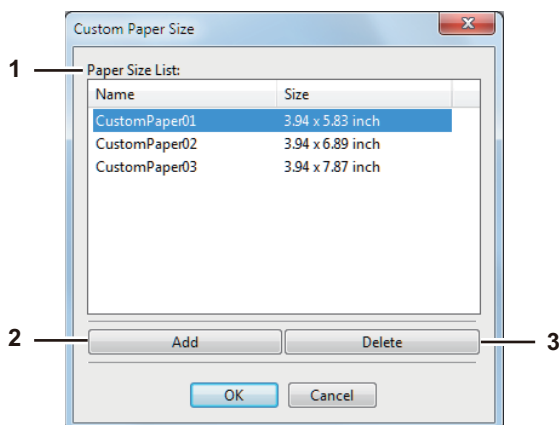 Custom Paper Size
1 Paper Size List:
Name Size
CustomPaper01 3.94 x 5.83 inch
CustomPaper02 3.94 x 6.89 inch
CustomPaper03 3.94 x 7.87 inch
2 Add Delete 3
OK Cancel